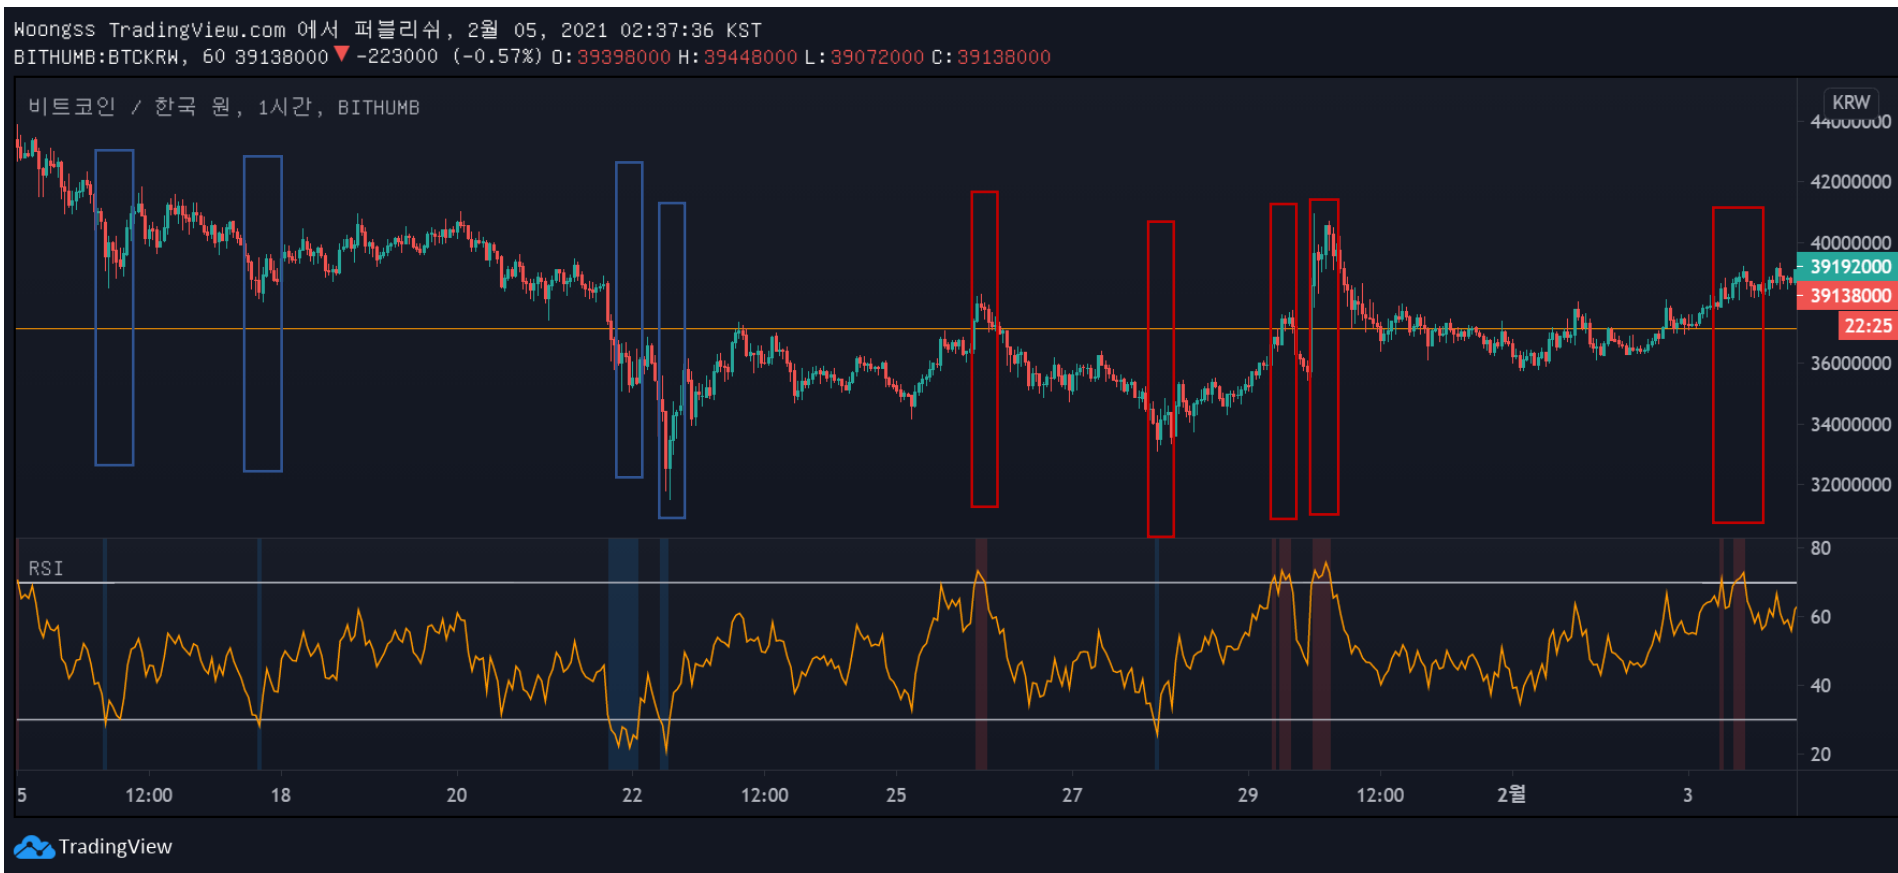 Woongss TradingView.com 에서 퍼블리쉬, 2월 05, 2021 02:37:36 KST
BITHUMB:BTCKRW, 60 39138000 ▼ -223000 (-0.57%) O:39398000 H:39448000 L:39072000 C:39138000
비트코인 / 한국 원, 1시간, BITHUMB
KRW
44000000
42000000
40000000
39192000
39138000
22:25
36000000
34000000
32000000
RSI
80
60
40
20
5 12:00 18 20 22 12:00 25 27 29 12:00 2월 3
TradingView